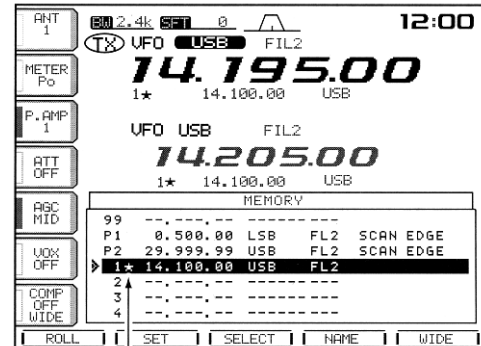 ANT
1
BW 2.4k SFT 0
12:00
TX VFO USB FIL2
METER
Po
14.195.00
1★ 14.100.00 USB
P.AMP
1
VFO USB FIL2
ATT
OFF
14.205.00
1★ 14.100.00 USB
AGC
MID
MEMORY
99 --.---.-- ---------
P1 0.500.00 LSB FL2 SCAN EDGE
P2 29.999.99 USB FL2 SCAN EDGE
1★ 14.100.00 USB FL2
2 --.---.-- ---------
3 --.---.-- ---------
4 --.---.-- ---------
VOX
OFF
COMP
OFF
WIDE
ROLL SET SELECT NAME WIDE